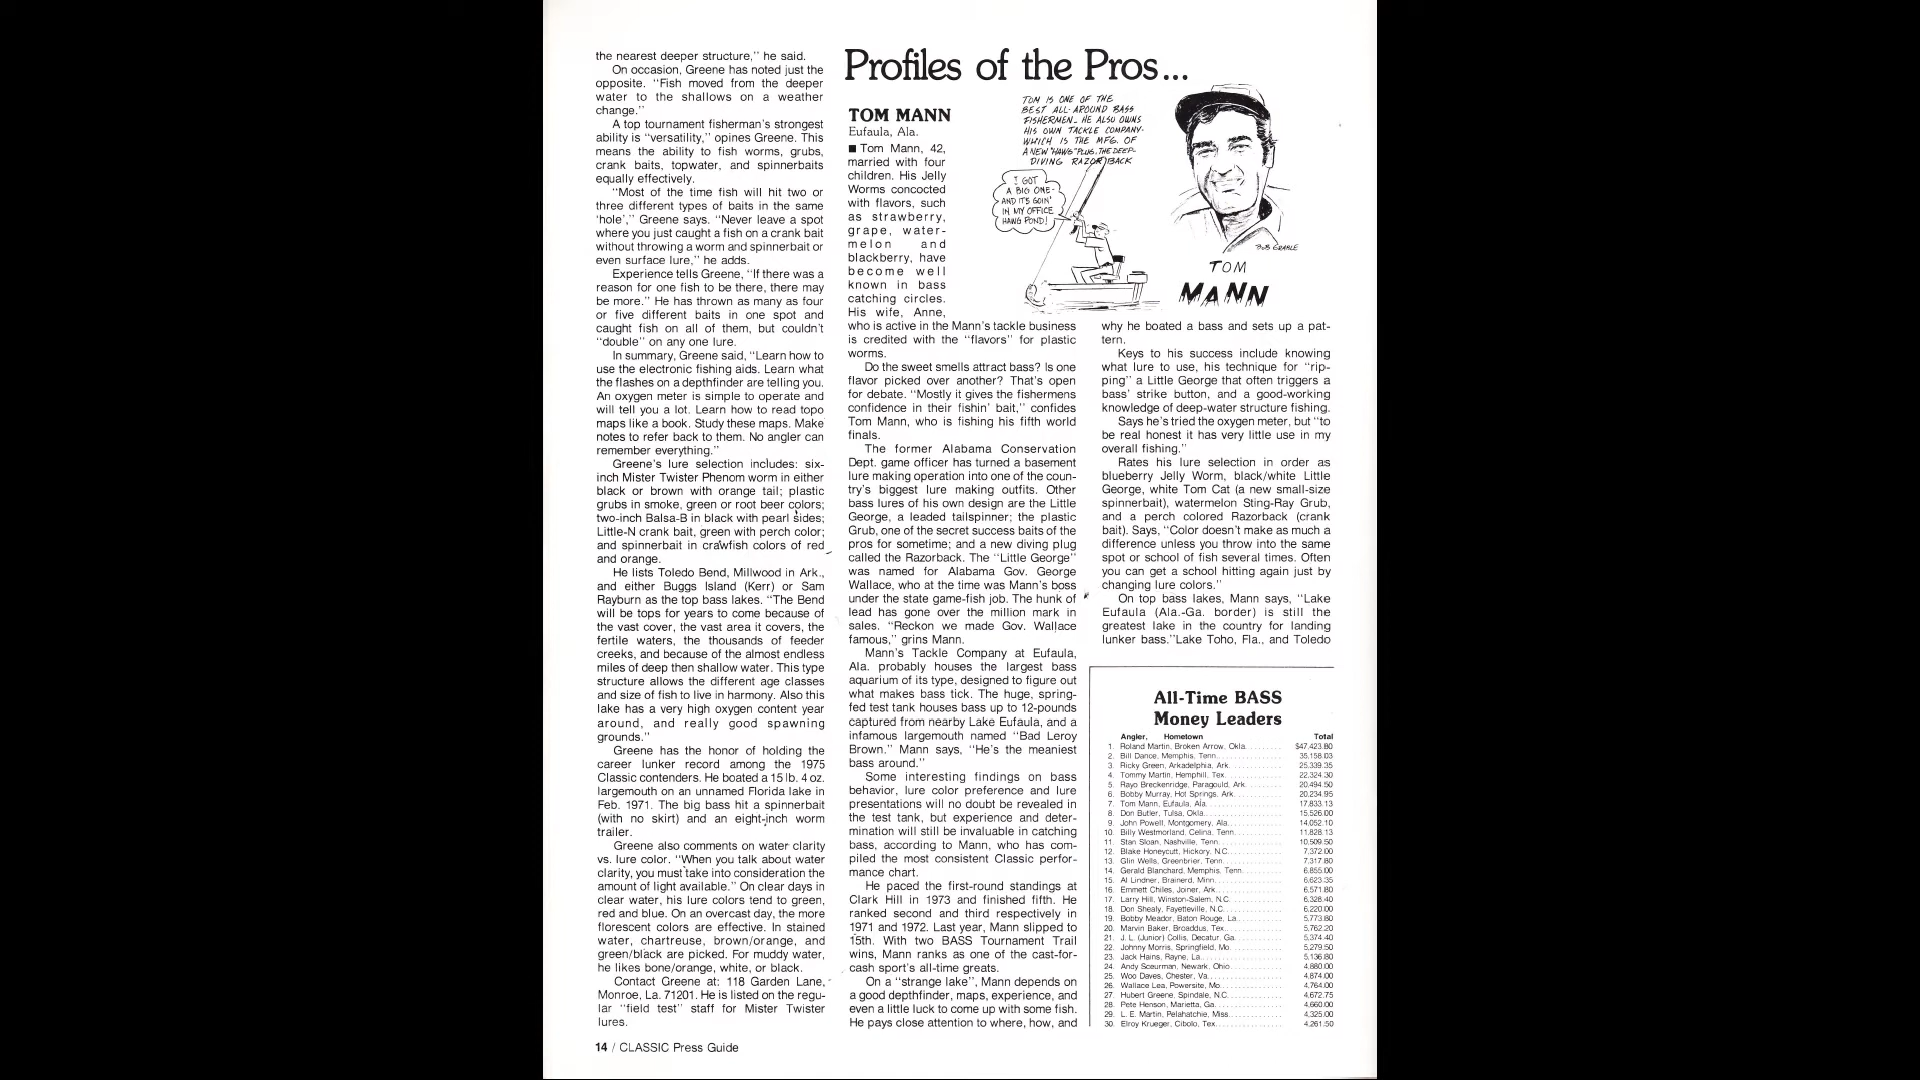 the nearest deeper structure,'' he said.
On occasion, Greene has noted just the
opposite. ''Fish moved from the deeper
water to the shallows on a weather
change.''
A top tournament fisherman's strongest
ability is ''versatility,'' opines Greene. This
means the ability to fish worms, grubs,
crank baits, topwater, and spinnerbaits
equally effectively.
''Most of the time fish will hit two or
three different types of baits in the same
'hole','' Greene says. ''Never leave a spot
where you just caught a fish on a crank bait
without throwing a worm and spinnerbait or
even surface lure,'' he adds.
Experience tells Greene, ''If there was a
reason for one fish to be there, there may
be more.'' He has thrown as many as four
or five different baits in one spot and
caught fish on all of them, but couldn't
''double'' on any one lure.
In summary, Greene said, ''Learn how to
use the electronic fishing aids. Learn what
the flashes on a depthfinder are telling you.
An oxygen meter is simple to operate and
will tell you a lot. Learn how to read topo
maps like a book. Study these maps. Make
notes to refer back to them. No angler can
remember everything.''
Greene's lure selection includes: six-
inch Mister Twister Phenom worm in either
black or brown with orange tail; plastic
grubs in smoke, green or root beer colors;
two-inch Balsa-B in black with pearl sides;
Little-N crank bait, green with perch color;
and spinnerbait in crawfish colors of red
and orange.
He lists Toledo Bend, Millwood in Ark.,
and either Buggs Island (Kerr) or Sam
Rayburn as the top bass lakes. ''The Bend
will be tops for years to come because of
the vast cover, the vast area it covers, the
fertile waters, the thousands of feeder
creeks, and because of the almost endless
miles of deep then shallow water. This type
structure allows the different age classes
and size of fish to live in harmony. Also this
lake has a very high oxygen content year
around, and really good spawning
grounds.''
Greene has the honor of holding the
career lunker record among the 1975
Classic contenders. He boated a 15 lb. 4 oz.
largemouth on an unnamed Florida lake in
Feb. 1971. The big bass hit a spinnerbait
(with no skirt) and an eight-inch worm
trailer.
Greene also comments on water clarity
vs. lure color. ''When you talk about water
clarity, you must take into consideration the
amount of light available.'' On clear days in
clear water, his lure colors tend to green,
red and blue. On an overcast day, the more
florescent colors are effective. In stained
water, chartreuse, brown/orange, and
green/black are picked. For muddy water,
he likes bone/orange, white, or black.
Contact Greene at: 118 Garden Lane,
Monroe, La. 71201. He is listed on the regu-
lar ''field test'' staff for Mister Twister
lures.
14 / CLASSIC Press Guide
Profiles of the Pros...
TOM MANN
Eufaula, Ala.
■ Tom Mann, 42,
married with four
children. His Jelly
Worms concocted
with flavors, such
as strawberry,
grape, water-
melon and
blackberry, have
become well
known in bass
catching circles.
His wife, Anne,
who is active in the Mann's tackle business
is credited with the ''flavors'' for plastic
worms.
Do the sweet smells attract bass? Is one
flavor picked over another? That's open
for debate. ''Mostly it gives the fishermens
confidence in their fishin' bait,'' confides
Tom Mann, who is fishing his fifth world
finals.
The former Alabama Conservation
Dept. game officer has turned a basement
lure making operation into one of the coun-
try's biggest lure making outfits. Other
bass lures of his own design are the Little
George, a leaded tailspinner; the plastic
Grub, one of the secret success baits of the
pros for sometime; and a new diving plug
called the Razorback. The ''Little George''
was named for Alabama Gov. George
Wallace, who at the time was Mann's boss
under the state game-fish job. The hunk of
lead has gone over the million mark in
sales. ''Reckon we made Gov. Wallace
famous,'' grins Mann.
Mann's Tackle Company at Eufaula,
Ala. probably houses the largest bass
aquarium of its type, designed to figure out
what makes bass tick. The huge, spring-
fed test tank houses bass up to 12-pounds
captured from nearby Lake Eufaula, and a
infamous largemouth named ''Bad Leroy
Brown.'' Mann says, ''He's the meaniest
bass around.''
Some interesting findings on bass
behavior, lure color preference and lure
presentations will no doubt be revealed in
the test tank, but experience and deter-
mination will still be invaluable in catching
bass, according to Mann, who has com-
piled the most consistent Classic perfor-
mance chart.
He paced the first-round standings at
Clark Hill in 1973 and finished fifth. He
ranked second and third respectively in
1971 and 1972. Last year, Mann slipped to
15th. With two BASS Tournament Trail
wins, Mann ranks as one of the cast-for-
cash sport's all-time greats.
On a ''strange lake'', Mann depends on
a good depthfinder, maps, experience, and
even a little luck to come up with some fish.
He pays close attention to where, how, and
TOM IS ONE OF THE
BEST ALL-AROUND BASS
FISHERMEN_ HE ALSO OWNS
HIS OWN TACKLE COMPANY-
WHICH IS THE MFG. OF
A NEW "HAWG" PLUG, THE DEEP-
DIVING RAZORBACK
I GOT
A BIG ONE-
AND IT'S GOIN'
IN MY OFFICE
HAWG POND!
BOB GRABLE
TOM
MANN
why he boated a bass and sets up a pat-
tern.
Keys to his success include knowing
what lure to use, his technique for ''rip-
ping'' a Little George that often triggers a
bass' strike button, and a good-working
knowledge of deep-water structure fishing.
Says he's tried the oxygen meter, but ''to
be real honest it has very little use in my
overall fishing.''
Rates his lure selection in order as
blueberry Jelly Worm, black/white Little
George, white Tom Cat (a new small-size
spinnerbait), watermelon Sting-Ray Grub,
and a perch colored Razorback (crank
bait). Says, ''Color doesn't make as much a
difference unless you throw into the same
spot or school of fish several times. Often
you can get a school hitting again just by
changing lure colors.''
On top bass lakes, Mann says, ''Lake
Eufaula (Ala.-Ga. border) is still the
greatest lake in the country for landing
lunker bass.''Lake Toho, Fla., and Toledo
All-Time BASS
Money Leaders
Angler, Hometown Total
1. Roland Martin, Broken Arrow, Okla. $47,423.80
2. Bill Dance, Memphis, Tenn. 35,158.03
3. Ricky Green, Arkadelphia, Ark. 25,339.35
4. Tommy Martin, Hemphill, Tex. 22,324.30
5. Rayo Breckenridge, Paragould, Ark. 20,494.50
6. Bobby Murray, Hot Springs, Ark. 20,234.95
7. Tom Mann, Eufaula, Ala. 17,833.13
8. Don Butler, Tulsa, Okla. 15,526.00
9. John Powell, Montgomery, Ala. 14,052.10
10. Billy Westmorland, Celina, Tenn. 11,828.13
11. Stan Sloan, Nashville, Tenn. 10,509.50
12. Blake Honeycutt, Hickory, N.C. 7,372.00
13. Glin Wells, Greenbrier, Tenn. 7,317.80
14. Gerald Blanchard, Memphis, Tenn. 6,855.00
15. Al Lindner, Brainerd, Minn. 6,623.35
16. Emmett Chiles, Joiner, Ark. 6,571.80
17. Larry Hill, Winston-Salem, N.C. 6,328.40
18. Don Shealy, Fayetteville, N.C. 6,220.00
19. Bobby Meador, Baton Rouge, La. 5,773.80
20. Marvin Baker, Broaddus, Tex. 5,762.20
21. J. L. (Junior) Collis, Decatur, Ga. 5,374.40
22. Johnny Morris, Springfield, Mo. 5,279.50
23. Jack Hains, Rayne, La. 5,136.80
24. Andy Sceurman, Newark, Ohio 4,880.00
25. Woo Daves, Chester, Va. 4,874.00
26. Wallace Lea, Powersite, Mo. 4,764.00
27. Hubert Greene, Spindale, N.C. 4,672.75
28. Pete Henson, Marietta, Ga. 4,660.00
29. L. E. Martin, Pelahatchie, Miss. 4,325.00
30. Elroy Krueger, Cibolo, Tex. 4,261.50